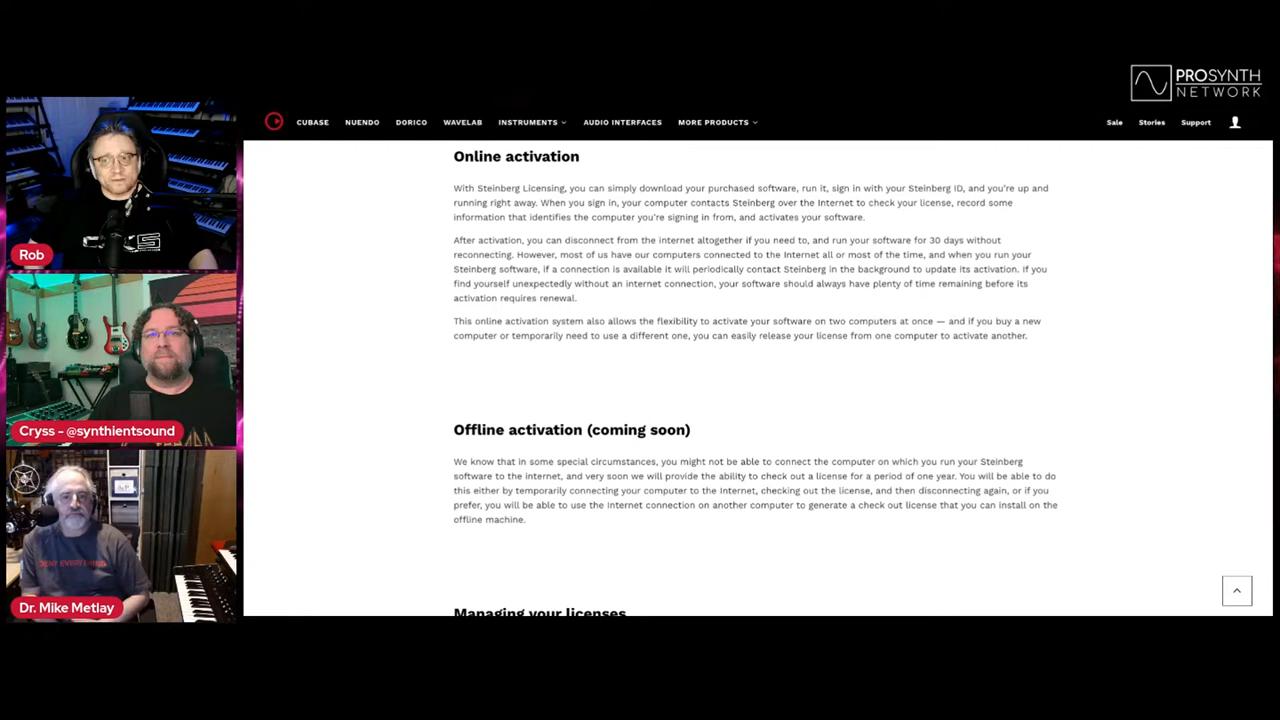 PROSYNTH
NETWORK
CUBASE NUENDO DORICO WAVELAB INSTRUMENTS AUDIO INTERFACES MORE PRODUCTS Sale Stories Support
Online activation
With Steinberg Licensing, you can simply download your purchased software, run it, sign in with your Steinberg ID, and you're up and
running right away. When you sign in, your computer contacts Steinberg over the Internet to check your license, record some
information that identifies the computer you're signing in from, and activates your software.
After activation, you can disconnect from the internet altogether if you need to, and run your software for 30 days without
reconnecting. However, most of us have our computers connected to the Internet all or most of the time, and when you run your
Steinberg software, if a connection is available it will periodically contact Steinberg in the background to update its activation. If you
find yourself unexpectedly without an internet connection, your software should always have plenty of time remaining before its
activation requires renewal.
This online activation system also allows the flexibility to activate your software on two computers at once — and if you buy a new
computer or temporarily need to use a different one, you can easily release your license from one computer to activate another.
Offline activation (coming soon)
We know that in some special circumstances, you might not be able to connect the computer on which you run your Steinberg
software to the internet, and very soon we will provide the ability to check out a license for a period of one year. You will be able to do
this either by temporarily connecting your computer to the Internet, checking out the license, and then disconnecting again, or if you
prefer, you will be able to use the Internet connection on another computer to generate a check out license that you can install on the
offline machine.
Managing your licenses
Rob
Cryss - @synthientsound
DENY EVERYTHING
Dr. Mike Metlay